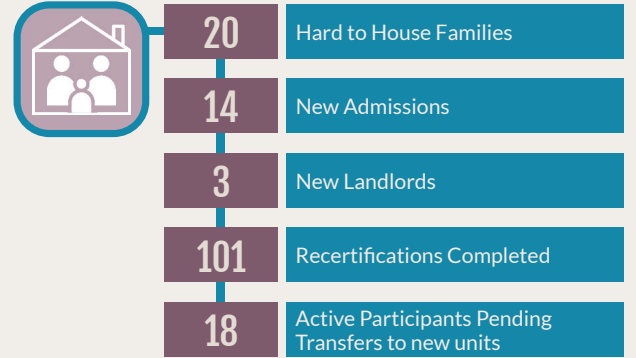 20 Hard to House Families
14 New Admissions
3 New Landlords
101 Recertifications Completed
18 Active Participants Pending
Transfers to new units